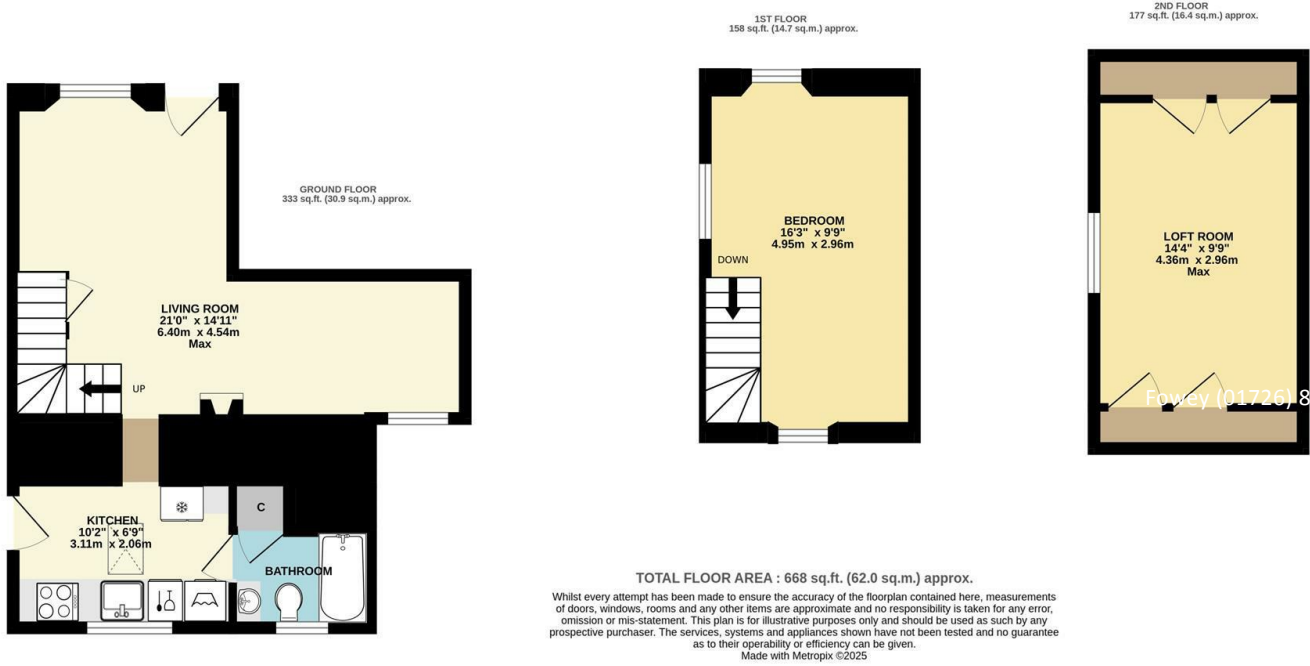 1ST FLOOR
158 sq.ft. (14.7 sq.m.) approx.
2ND FLOOR
177 sq.ft. (16.4 sq.m.) approx.
GROUND FLOOR
333 sq.ft. (30.9 sq.m.) approx.
LIVING ROOM
21'0" x 14'11"
6.40m x 4.54m
Max
UP
KITCHEN
10'2" x 6'9"
3.11m x 2.06m
C
BATHROOM
BEDROOM
16'3" x 9'9"
4.95m x 2.96m
DOWN
LOFT ROOM
14'4" x 9'9"
4.36m x 2.96m
Max
Fowey (01726) 8
TOTAL FLOOR AREA : 668 sq.ft. (62.0 sq.m.) approx.
Whilst every attempt has been made to ensure the accuracy of the floorplan contained here, measurements
of doors, windows, rooms and any other items are approximate and no responsibility is taken for any error,
omission or mis-statement. This plan is for illustrative purposes only and should be used as such by any
prospective purchaser. The services, systems and appliances shown have not been tested and no guarantee
as to their operability or efficiency can be given.
Made with Metropix ©2025